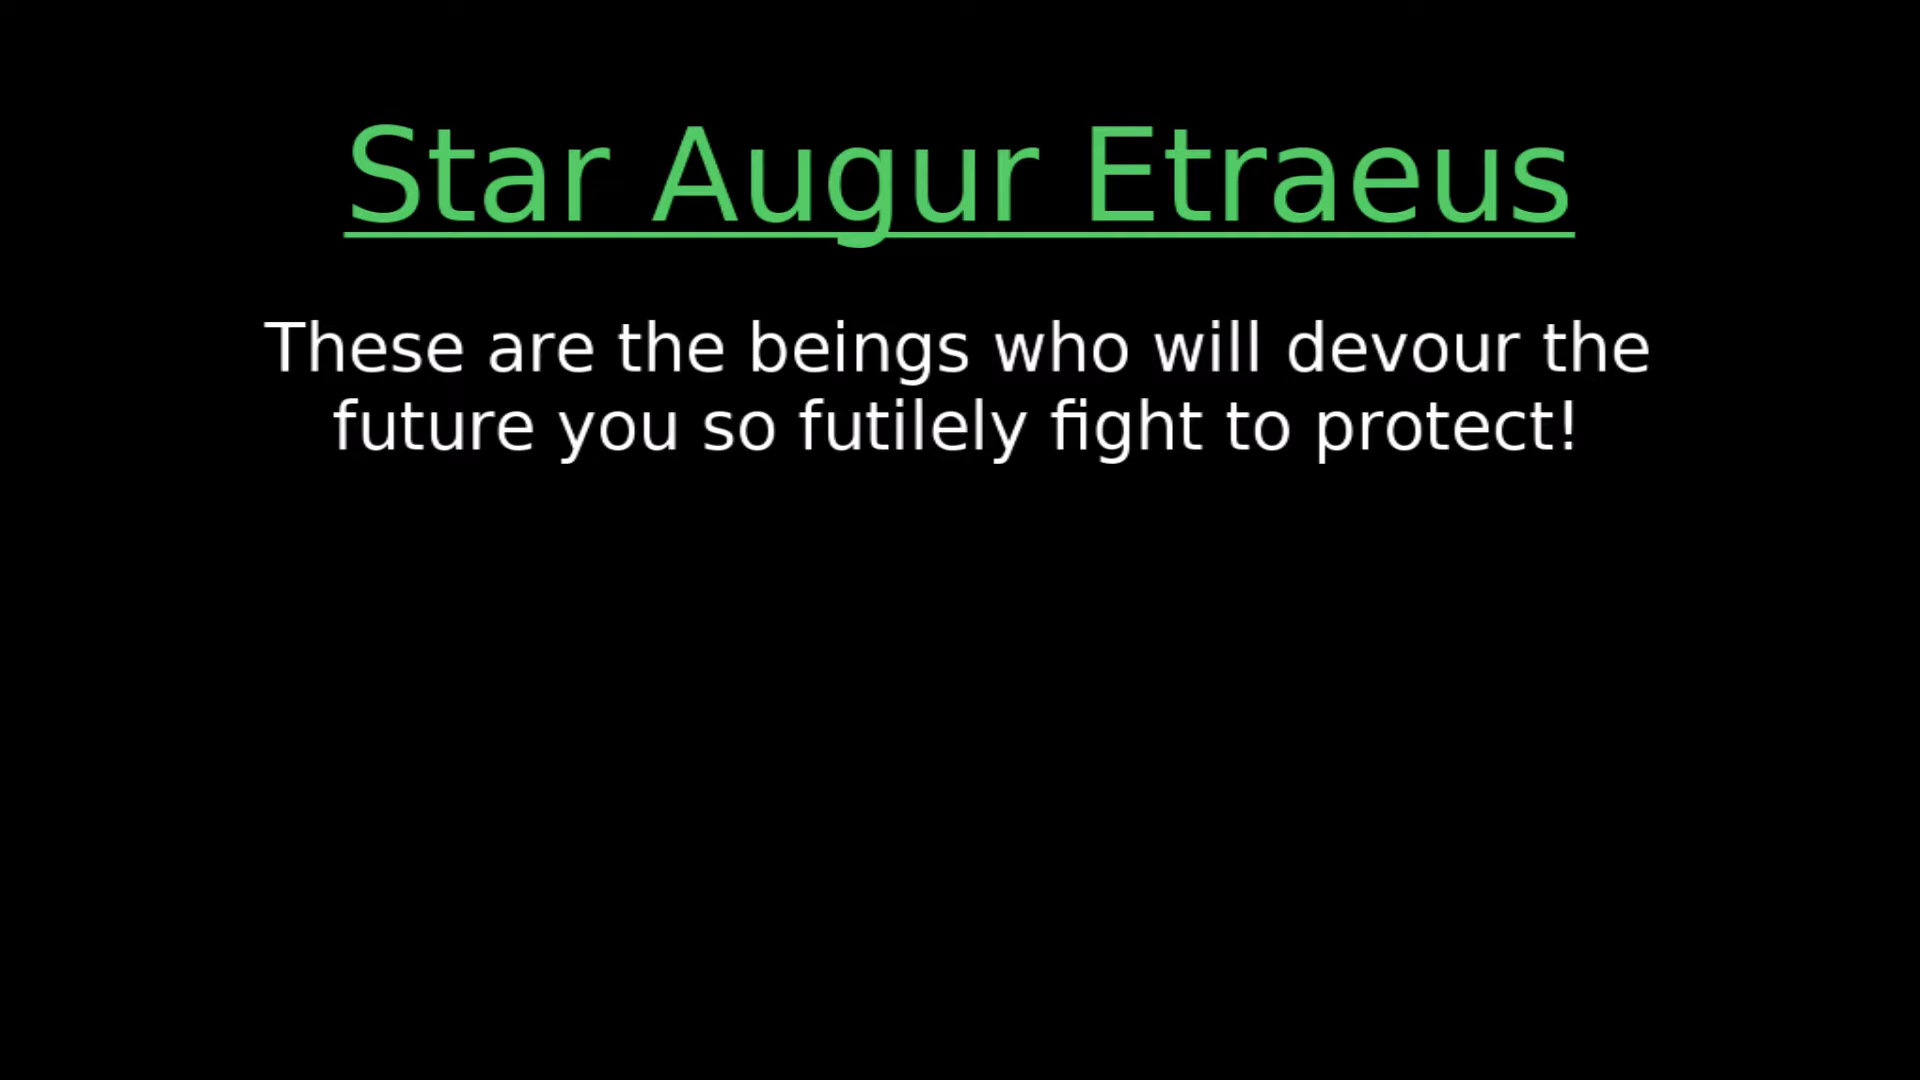 Star Augur Etraeus
These are the beings who will devour the
future you so futilely fight to protect!